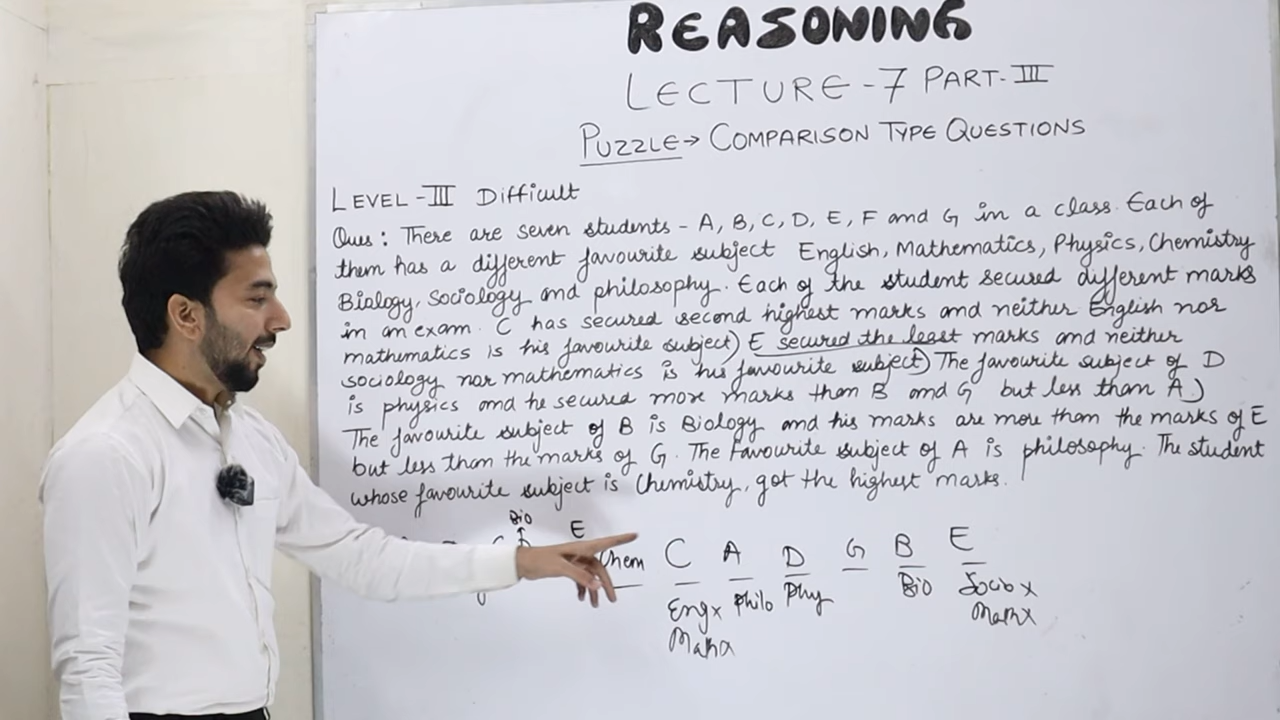 REASONING
LECTURE-7 PART-III
PUZZLE→ COMPARISON TYPE QUESTIONS
LEVEL-III Difficult
Ques: There are seven students - A, B, C, D, E, F and G in a class. Each of
them has a different favourite subject English, Mathematics, Physics, Chemistry
Biology, Sociology and philosophy. Each of the student secured different marks
in an exam. C has secured second highest marks and neither English nor
mathematics is his favourite subject) E secured the least marks and neither
sociology nor mathematics is his favourite subject) The favourite subject of D
is physics and he secured more marks than B and G but less than A.)
The favourite subject of B is Biology and his marks are more than the marks of E
but less than the marks of G. The Favourite subject of A is philosophy. The student
whose favourite subject is Chemistry, got the highest marks.
Bio E
Chem C A D G B E
Eng x Philo Phy Bio Socio x
Math x Math x